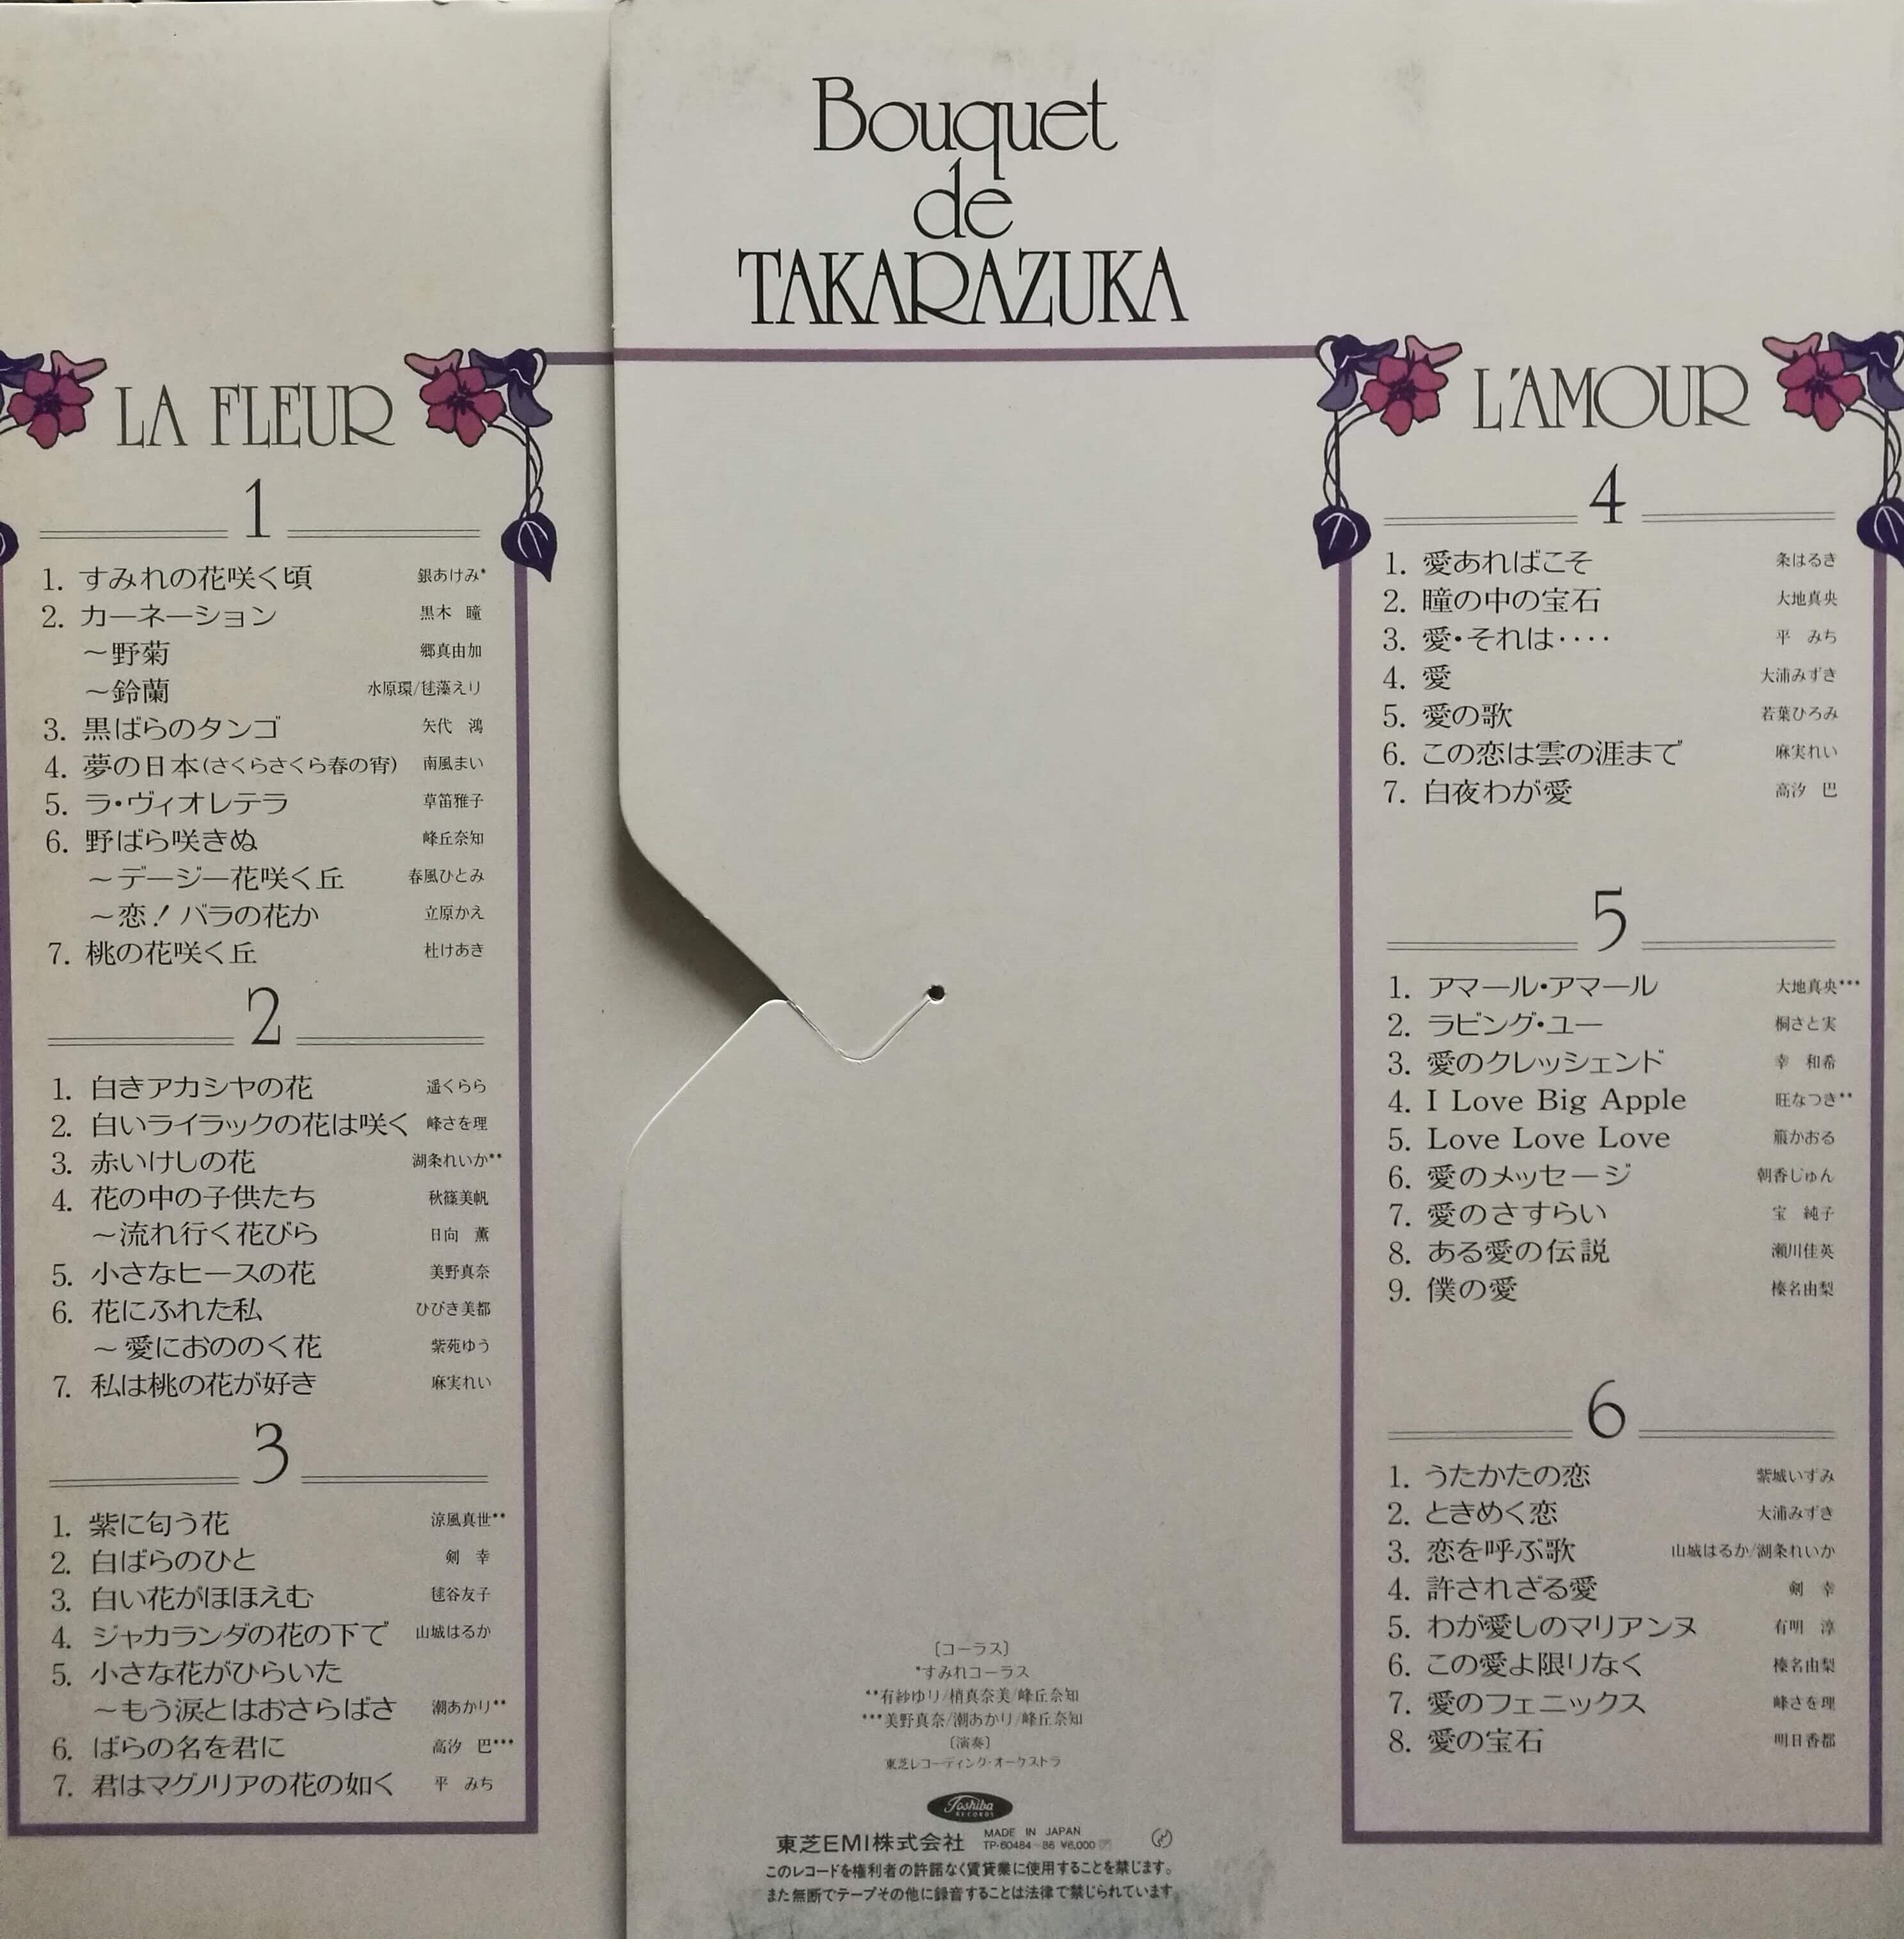 Bouquet
de
TAKARAZUKA
LA FLEUR
1
1. すみれの花咲く頃 銀あけみ*
2. カーネーション 黒木 瞳
～野菊 郷真由加
～鈴蘭 水原環/毬藻えり
3. 黒ばらのタンゴ 矢代 鴻
4. 夢の日本(さくらさくら春の宵) 南風まい
5. ラ・ヴィオレテラ 草笛雅子
6. 野ばら咲きぬ 峰丘奈知
～デージー花咲く丘 春風ひとみ
～恋！バラの花か 立原かえ
7. 桃の花咲く丘 杜けあき
2
1. 白きアカシヤの花 遥くらら
2. 白いライラックの花は咲く 峰さを理
3. 赤いけしの花 湖条れいか**
4. 花の中の子供たち 秋篠美帆
～流れ行く花びら 日向 薫
5. 小さなヒースの花 美野真奈
6. 花にふれた私 ひびき美都
～愛におののく花 紫苑ゆう
7. 私は桃の花が好き 麻実れい
3
1. 紫に匂う花 涼風真世**
2. 白ばらのひと 剣 幸
3. 白い花がほほえむ 毬谷友子
4. ジャカランダの花の下で 山城はるか
5. 小さな花がひらいた
～もう涙とはおさらばさ 潮あかり**
6. ばらの名を君に 高汐 巴***
7. 君はマグノリアの花の如く 平 みち
L'AMOUR
4
1. 愛あればこそ 条はるき
2. 瞳の中の宝石 大地真央
3. 愛・それは‥‥ 平 みち
4. 愛 大浦みずき
5. 愛の歌 若葉ひろみ
6. この恋は雲の涯まで 麻実れい
7. 白夜わが愛 高汐 巴
5
1. アマール・アマール 大地真央***
2. ラビング・ユー 桐さと実
3. 愛のクレッシェンド 幸 和希
4. I Love Big Apple 旺なつき**
5. Love Love Love 颪かおる
6. 愛のメッセージ 朝香じゅん
7. 愛のさすらい 宝 純子
8. ある愛の伝説 瀬川佳英
9. 僕の愛 榛名由梨
6
1. うたかたの恋 紫城いずみ
2. ときめく恋 大浦みずき
3. 恋を呼ぶ歌 山城はるか/湖条れいか
4. 許されざる愛 剣 幸
5. わが愛しのマリアンヌ 有明 淳
6. この愛よ限りなく 榛名由梨
7. 愛のフェニックス 峰さを理
8. 愛の宝石 明日香都
〔コーラス〕
*すみれコーラス
**有紗ゆり/梢真奈美/峰丘奈知
***美野真奈/潮あかり/峰丘奈知
〔演奏〕
東芝レコーディング・オーケストラ
Toshiba
RECORDS
東芝EMI株式会社 MADE IN JAPAN
TP-60484～86 ¥6,000
このレコードを権利者の許諾なく賃貸業に使用することを禁じます。
また無断でテープその他に録音することは法律で禁じられています